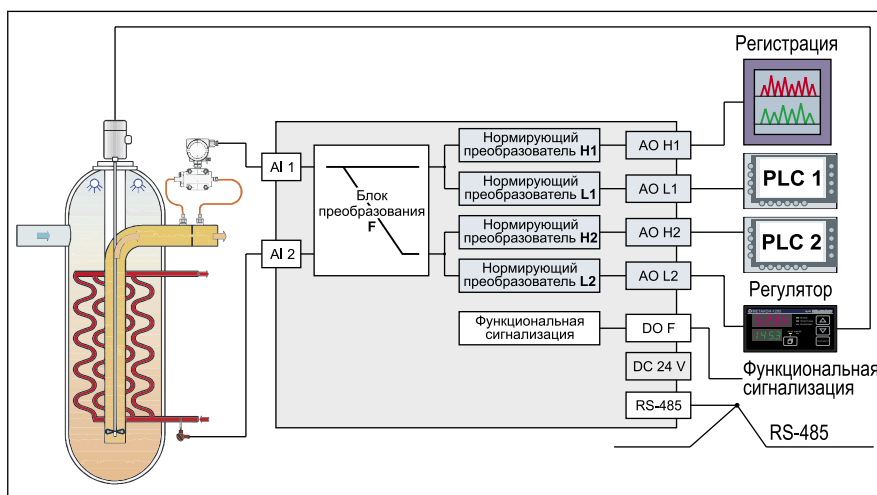 Регистрация
AI 1
AI 2
Блок
преобразования
F
Нормирующий
преобразователь H1
Нормирующий
преобразователь L1
Нормирующий
преобразователь H2
Нормирующий
преобразователь L2
Функциональная
сигнализация
AO H1
AO L1
AO H2
AO L2
DO F
DC 24 V
RS-485
PLC 1
PLC 2
Регулятор
Функциональная
сигнализация
RS-485